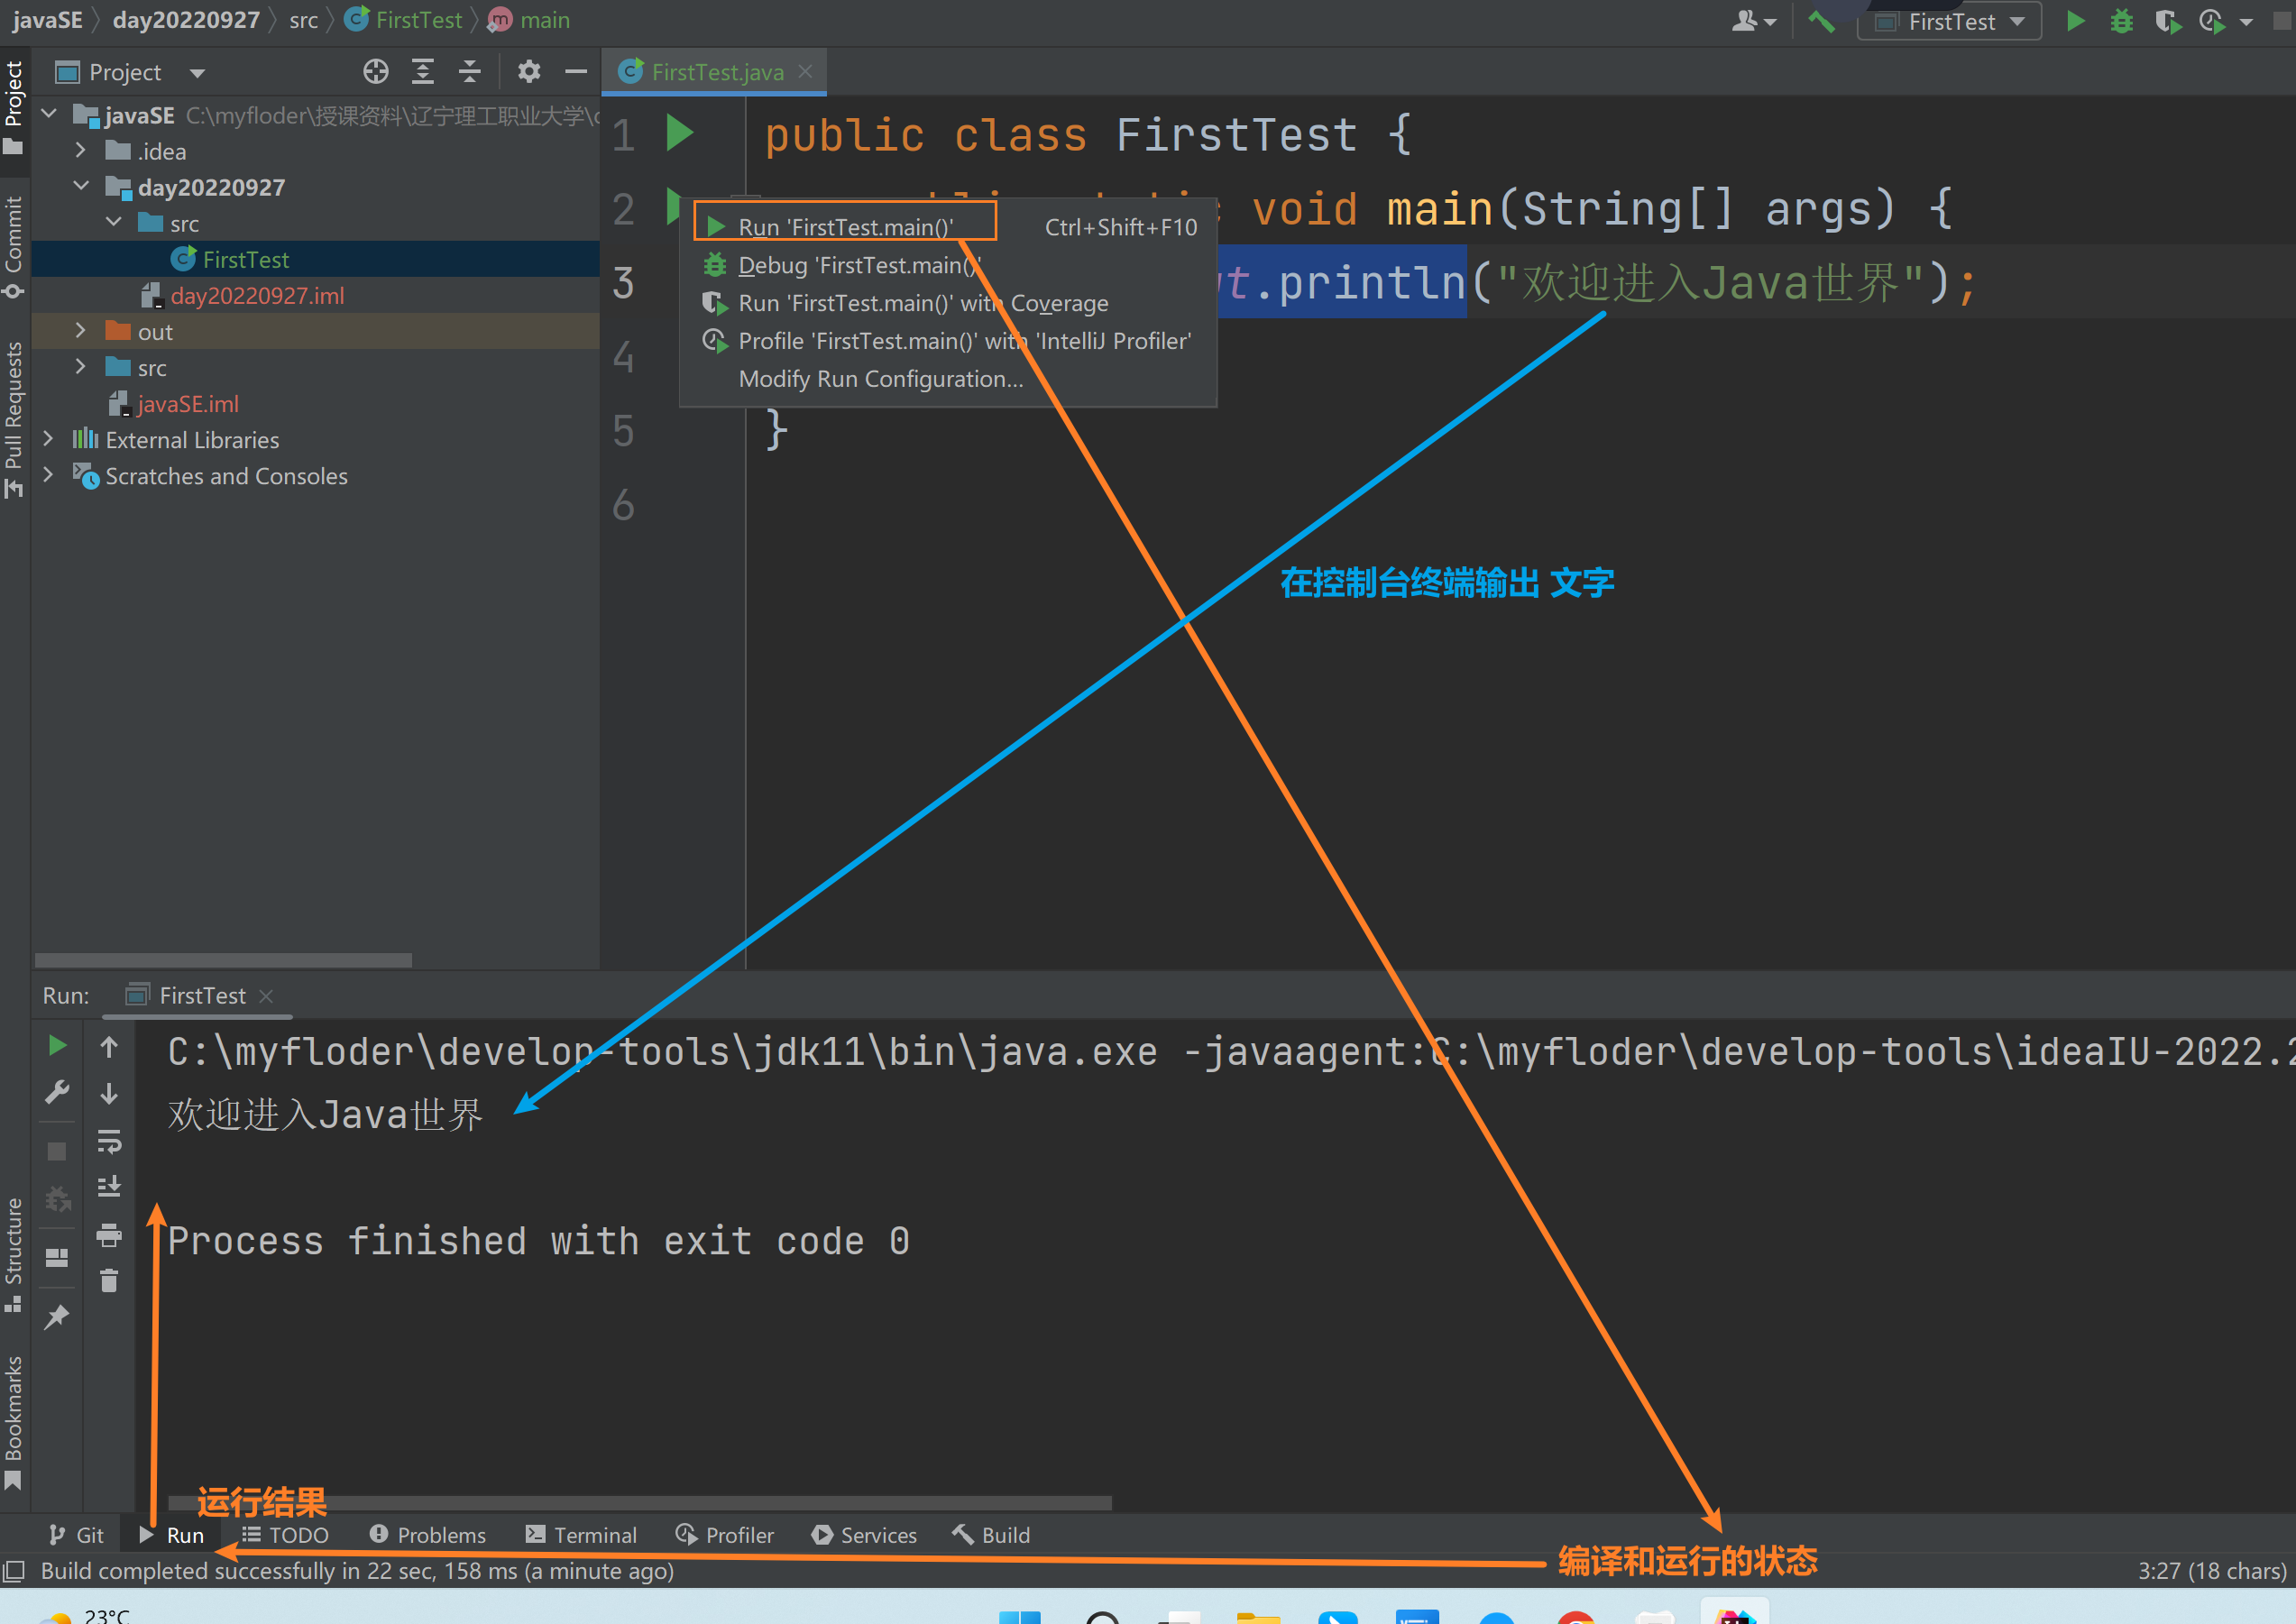 javaSE day20220927 src FirstTest main
FirstTest
Project
FirstTest.java
Project
Commit
Pull Requests
Structure
Bookmarks
javaSE C:\myfloder\授课资料\辽宁理工职业大学\
.idea
day20220927
src
FirstTest
day20220927.iml
out
src
javaSE.iml
External Libraries
Scratches and Consoles
1 public class FirstTest {
2 void main(String[] args) {
3 .println("欢迎进入Java世界");
4
5 }
6
Run 'FirstTest.main()' Ctrl+Shift+F10
Debug 'FirstTest.main()'
Run 'FirstTest.main()' with Coverage
Profile 'FirstTest.main()' with 'IntelliJ Profiler'
Modify Run Configuration...
在控制台终端输出 文字
Run: FirstTest
C:\myfloder\develop-tools\jdk11\bin\java.exe -javaagent:C:\myfloder\develop-tools\ideaIU-2022.2
欢迎进入Java世界
Process finished with exit code 0
运行结果
Git Run TODO Problems Terminal Profiler Services Build
编译和运行的状态
Build completed successfully in 22 sec, 158 ms (a minute ago) 3:27 (18 chars)
23°C